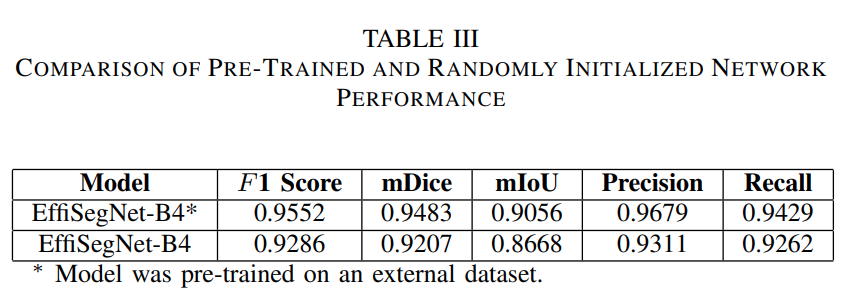 TABLE III
COMPARISON OF PRE-TRAINED AND RANDOMLY INITIALIZED NETWORK
PERFORMANCE
Model F1 Score mDice mIoU Precision Recall
EffiSegNet-B4* 0.9552 0.9483 0.9056 0.9679 0.9429
EffiSegNet-B4 0.9286 0.9207 0.8668 0.9311 0.9262
* Model was pre-trained on an external dataset.